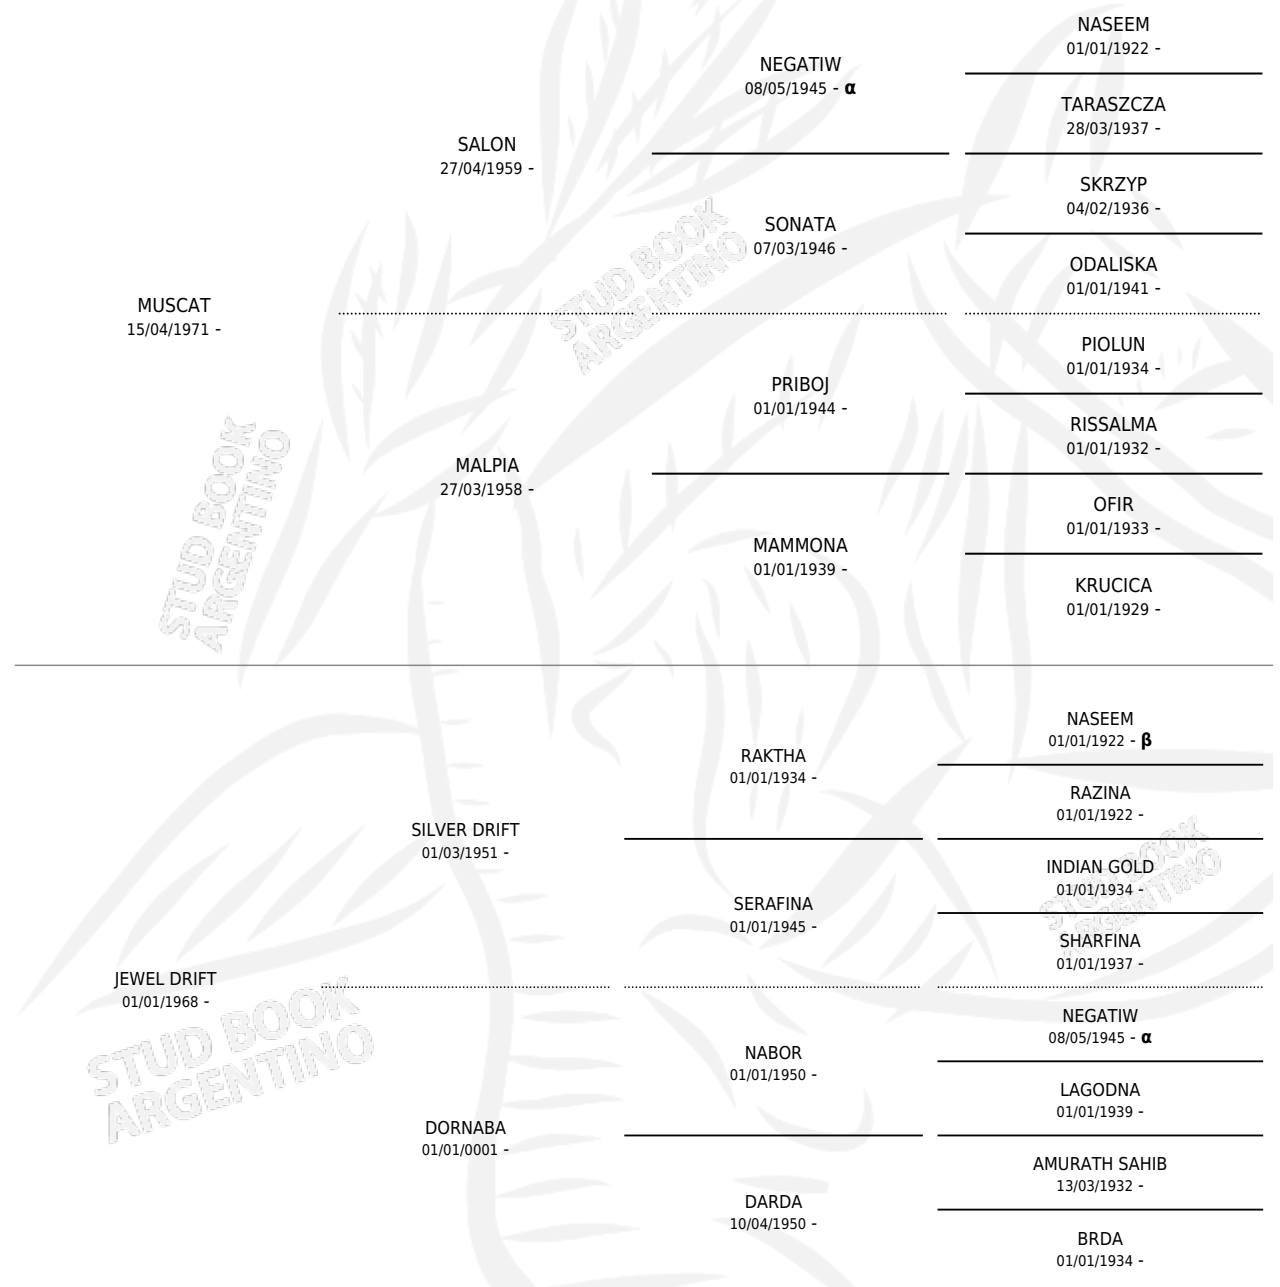 NASEEM
01/01/1922 -
NEGATIW
08/05/1945 - α
TARASZCZA
28/03/1937 -
SALON
27/04/1959 -
SKRZYP
04/02/1936 -
SONATA
07/03/1946 -
ODALISKA
01/01/1941 -
MUSCAT
15/04/1971 -
PIOLUN
01/01/1934 -
PRIBOJ
01/01/1944 -
RISSALMA
01/01/1932 -
MALPIA
27/03/1958 -
OFIR
01/01/1933 -
MAMMONA
01/01/1939 -
KRUCICA
01/01/1929 -
STUD BOOK
ARGENTINO
STUD BOOK
ARGENTINO
NASEEM
01/01/1922 - β
RAKTHA
01/01/1934 -
RAZINA
01/01/1922 -
SILVER DRIFT
01/03/1951 -
INDIAN GOLD
01/01/1934 -
SERAFINA
01/01/1945 -
SHARFINA
01/01/1937 -
JEWEL DRIFT
01/01/1968 -
NEGATIW
08/05/1945 - α
NABOR
01/01/1950 -
LAGODNA
01/01/1939 -
DORNABA
01/01/0001 -
AMURATH SAHIB
13/03/1932 -
DARDA
10/04/1950 -
BRDA
01/01/1934 -
STUD BOOK
ARGENTINO
STUD BOOK
ARGENTINO